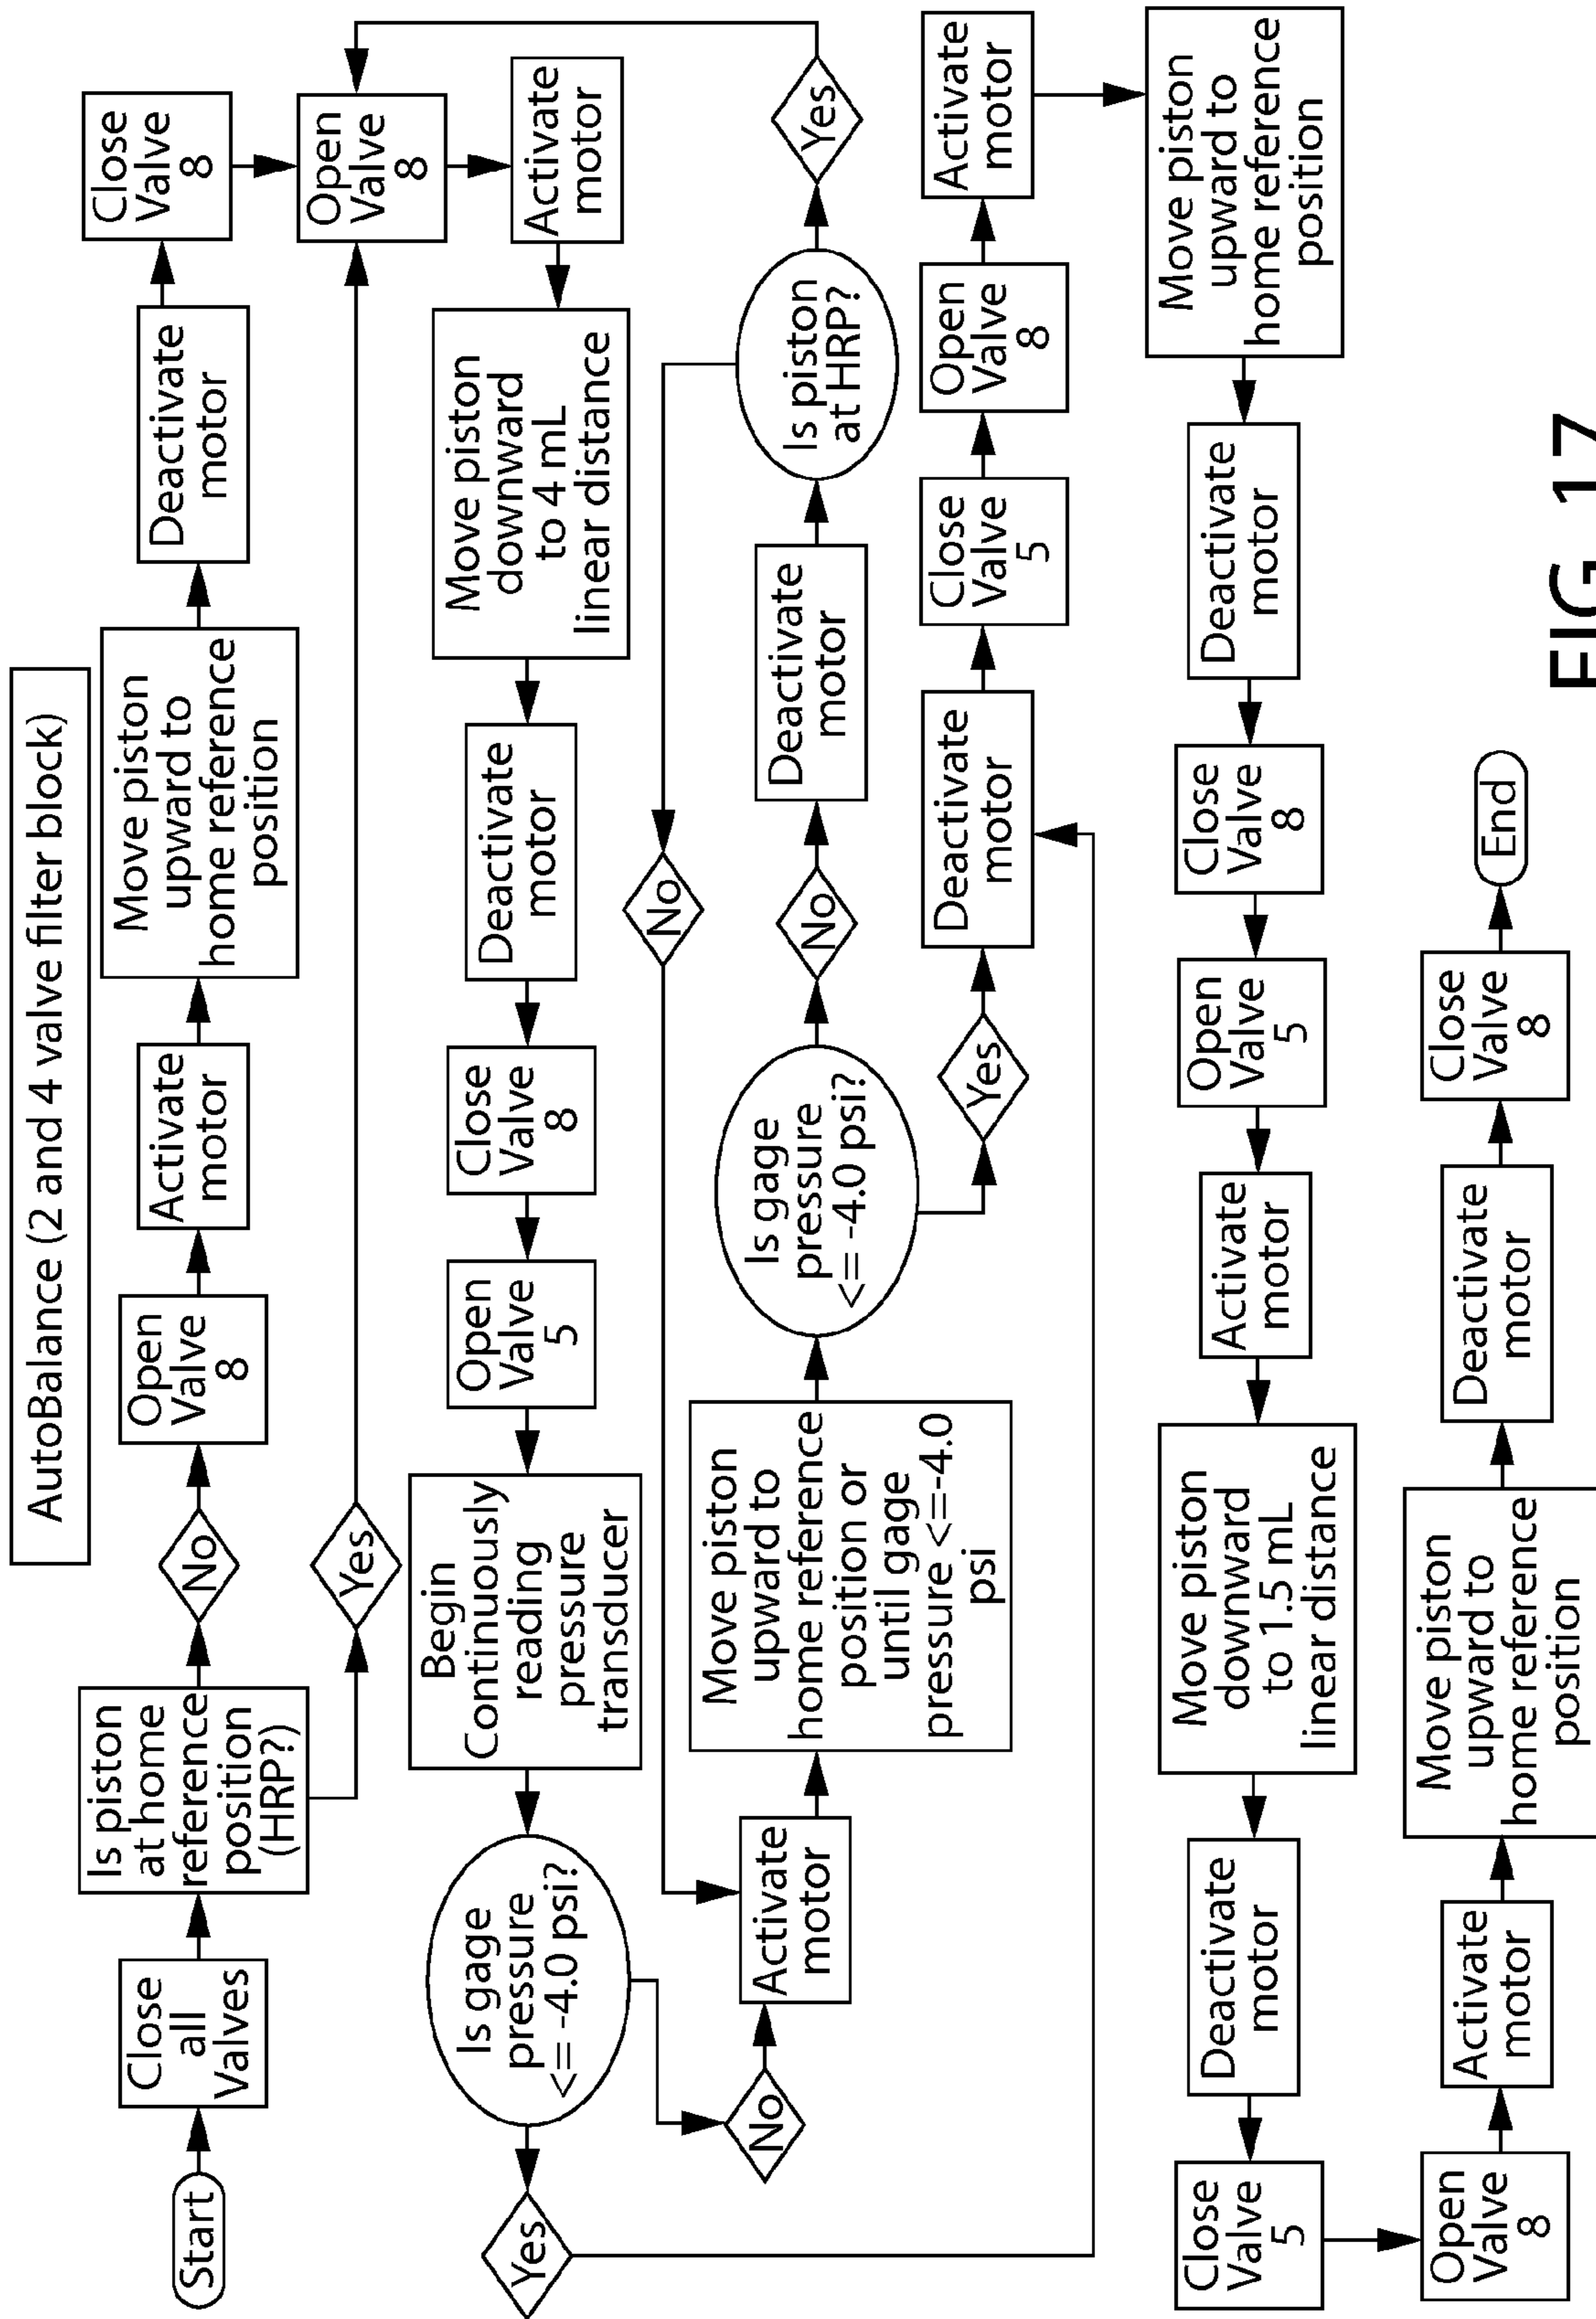 AutoBalance (2 and 4 valve filter block)
Start
Close
all
Valves
Is piston
at home
reference
position
(HRP?)
No
Open
Valve
8
Activate
motor
Move piston
upward to
home reference
position
Deactivate
motor
Close
Valve
8
Yes
Open
Valve
8
Activate
motor
Move piston
downward
to 4 mL
linear distance
Deactivate
motor
Close
Valve
8
Open
Valve
5
Begin
Continuously
reading
pressure
transducer
Is gage
pressure
<= -4.0 psi?
Yes
No
Activate
motor
Move piston
upward to
home reference
position or
until gage
pressure <=-4.0
psi
Is gage
pressure
<= -4.0 psi?
No
Deactivate
motor
Is piston
at HRP?
Yes
No
Yes
Deactivate
motor
Close
Valve
5
Open
Valve
8
Activate
motor
Move piston
upward to
home reference
position
Deactivate
motor
Close
Valve
8
Open
Valve
5
Activate
motor
Move piston
downward
to 1.5 mL
linear distance
Deactivate
motor
Close
Valve
5
Open
Valve
8
Activate
motor
Move piston
upward to
home reference
position
Deactivate
motor
Close
Valve
8
End
FIG 17